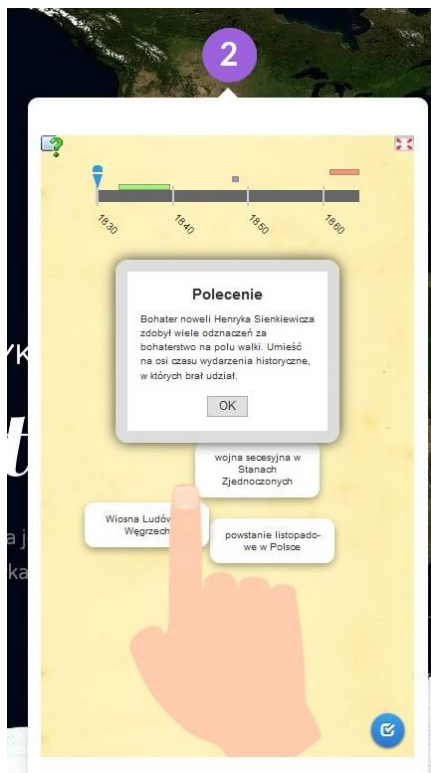 2
1830
1840
1850
1860
Polecenie
Bohater noweli Henryka Sienkiewicza
zdobył wiele odznaczeń za
bohaterstwo na polu walki. Umieść
na osi czasu wydarzenia historyczne,
w których brał udział.
OK
wojna secesyjna w
Stanach
Zjednoczonych
Wiosna Ludów
Węgrzech
powstanie listopado-
we w Polsce